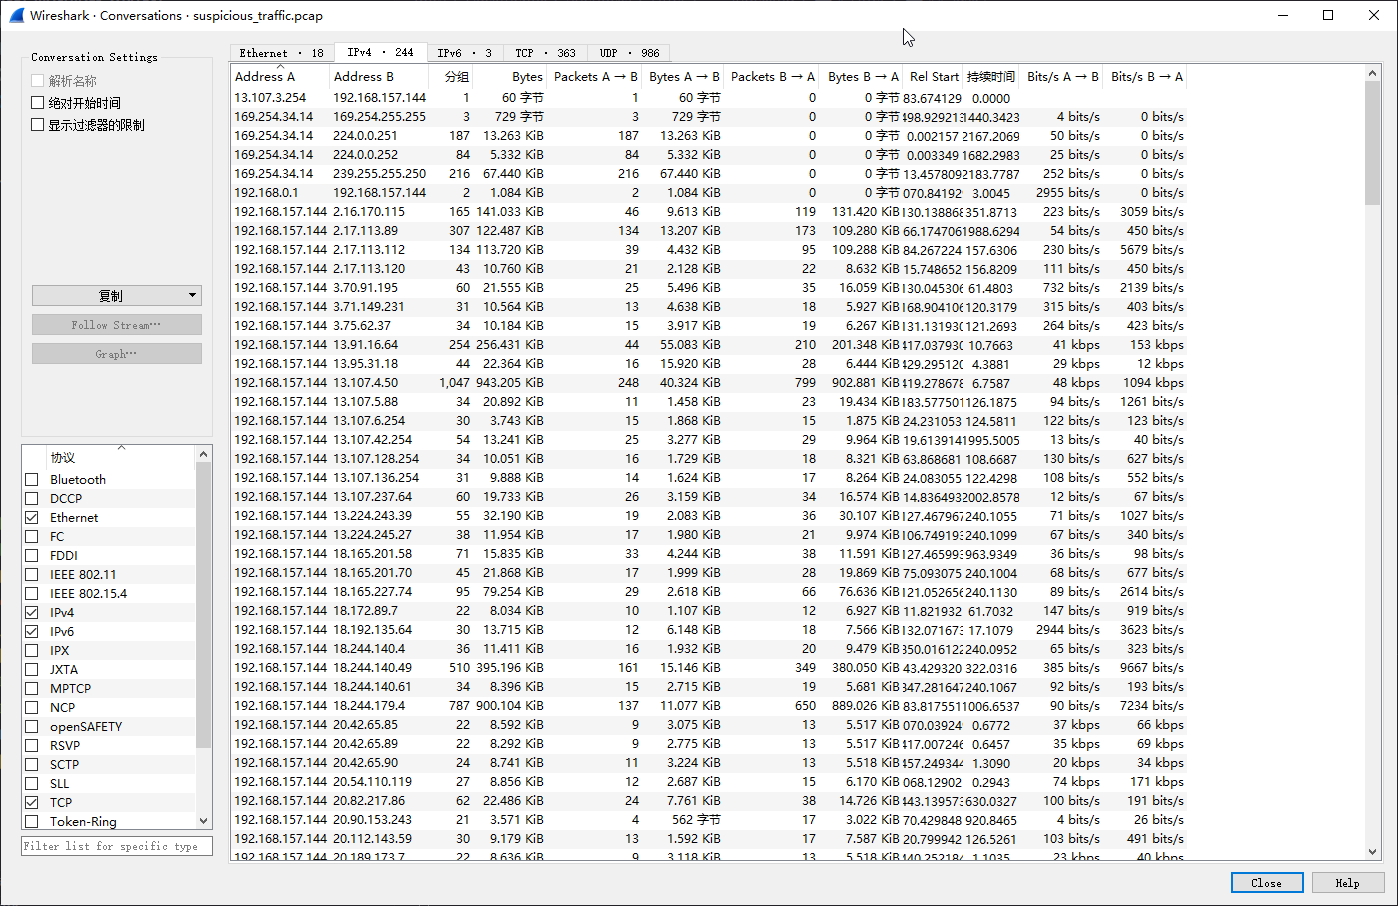 Wireshark · Conversations · suspicious_traffic.pcap
Conversation Settings
解析名称
绝对开始时间
显示过滤器的限制
复制
Follow Stream…
Graph…
协议
Bluetooth
DCCP
Ethernet
FC
FDDI
IEEE 802.11
IEEE 802.15.4
IPv4
IPv6
IPX
JXTA
MPTCP
NCP
openSAFETY
RSVP
SCTP
SLL
TCP
Token-Ring
Filter list for specific type
Ethernet · 18 IPv4 · 244 IPv6 · 3 TCP · 363 UDP · 986
Address A Address B 分组 Bytes Packets A → B Bytes A → B Packets B → A Bytes B → A Rel Start 持续时间 Bits/s A → B Bits/s B → A
13.107.3.254 192.168.157.144 1 60 字节 1 60 字节 0 0 字节 83.674129 0.0000
169.254.34.14 169.254.255.255 3 729 字节 3 729 字节 0 0 字节 498.929213 1440.3423 4 bits/s 0 bits/s
169.254.34.14 224.0.0.251 187 13.263 KiB 187 13.263 KiB 0 0 字节 0.002157 2167.2069 50 bits/s 0 bits/s
169.254.34.14 224.0.0.252 84 5.332 KiB 84 5.332 KiB 0 0 字节 0.003349 1682.2983 25 bits/s 0 bits/s
169.254.34.14 239.255.255.250 216 67.440 KiB 216 67.440 KiB 0 0 字节 13.457809 2183.7787 252 bits/s 0 bits/s
192.168.0.1 192.168.157.144 2 1.084 KiB 2 1.084 KiB 0 0 字节 070.841929 3.0045 2955 bits/s 0 bits/s
192.168.157.144 2.16.170.115 165 141.033 KiB 46 9.613 KiB 119 131.420 KiB 130.138868 351.8713 223 bits/s 3059 bits/s
192.168.157.144 2.17.113.89 307 122.487 KiB 134 13.207 KiB 173 109.280 KiB 66.174706 1988.6294 54 bits/s 450 bits/s
192.168.157.144 2.17.113.112 134 113.720 KiB 39 4.432 KiB 95 109.288 KiB 84.267224 157.6306 230 bits/s 5679 bits/s
192.168.157.144 2.17.113.120 43 10.760 KiB 21 2.128 KiB 22 8.632 KiB 15.748652 156.8209 111 bits/s 450 bits/s
192.168.157.144 3.70.91.195 60 21.555 KiB 25 5.496 KiB 35 16.059 KiB 130.045306 61.4803 732 bits/s 2139 bits/s
192.168.157.144 3.71.149.231 31 10.564 KiB 13 4.638 KiB 18 5.927 KiB 168.904106 120.3179 315 bits/s 403 bits/s
192.168.157.144 3.75.62.37 34 10.184 KiB 15 3.917 KiB 19 6.267 KiB 131.131930 121.2693 264 bits/s 423 bits/s
192.168.157.144 13.91.16.64 254 256.431 KiB 44 55.083 KiB 210 201.348 KiB 417.037930 10.7663 41 kbps 153 kbps
192.168.157.144 13.95.31.18 44 22.364 KiB 16 15.920 KiB 28 6.444 KiB 429.295120 4.3881 29 kbps 12 kbps
192.168.157.144 13.107.4.50 1,047 943.205 KiB 248 40.324 KiB 799 902.881 KiB 419.278678 6.7587 48 kbps 1094 kbps
192.168.157.144 13.107.5.88 34 20.892 KiB 11 1.458 KiB 23 19.434 KiB 183.577501 126.1875 94 bits/s 1261 bits/s
192.168.157.144 13.107.6.254 30 3.743 KiB 15 1.868 KiB 15 1.875 KiB 24.231053 124.5811 122 bits/s 123 bits/s
192.168.157.144 13.107.42.254 54 13.241 KiB 25 3.277 KiB 29 9.964 KiB 19.613914 1995.5005 13 bits/s 40 bits/s
192.168.157.144 13.107.128.254 34 10.051 KiB 16 1.729 KiB 18 8.321 KiB 63.868681 108.6687 130 bits/s 627 bits/s
192.168.157.144 13.107.136.254 31 9.888 KiB 14 1.624 KiB 17 8.264 KiB 24.083055 122.4298 108 bits/s 552 bits/s
192.168.157.144 13.107.237.64 60 19.733 KiB 26 3.159 KiB 34 16.574 KiB 14.836493 2002.8578 12 bits/s 67 bits/s
192.168.157.144 13.224.243.39 55 32.190 KiB 19 2.083 KiB 36 30.107 KiB 127.467967 240.1055 71 bits/s 1027 bits/s
192.168.157.144 13.224.245.27 38 11.954 KiB 17 1.980 KiB 21 9.974 KiB 106.749193 240.1099 67 bits/s 340 bits/s
192.168.157.144 18.165.201.58 71 15.835 KiB 33 4.244 KiB 38 11.591 KiB 127.465993 963.9349 36 bits/s 98 bits/s
192.168.157.144 18.165.201.70 45 21.868 KiB 17 1.999 KiB 28 19.869 KiB 75.093075 240.1004 68 bits/s 677 bits/s
192.168.157.144 18.165.227.74 95 79.254 KiB 29 2.618 KiB 66 76.636 KiB 121.052656 240.1130 89 bits/s 2614 bits/s
192.168.157.144 18.172.89.7 22 8.034 KiB 10 1.107 KiB 12 6.927 KiB 11.821932 61.7032 147 bits/s 919 bits/s
192.168.157.144 18.192.135.64 30 13.715 KiB 12 6.148 KiB 18 7.566 KiB 132.071673 17.1079 2944 bits/s 3623 bits/s
192.168.157.144 18.244.140.4 36 11.411 KiB 16 1.932 KiB 20 9.479 KiB 350.016122 240.0952 65 bits/s 323 bits/s
192.168.157.144 18.244.140.49 510 395.196 KiB 161 15.146 KiB 349 380.050 KiB 43.429320 322.0316 385 bits/s 9667 bits/s
192.168.157.144 18.244.140.61 34 8.396 KiB 15 2.715 KiB 19 5.681 KiB 347.281647 240.1067 92 bits/s 193 bits/s
192.168.157.144 18.244.179.4 787 900.104 KiB 137 11.077 KiB 650 889.026 KiB 83.817551 1006.6537 90 bits/s 7234 bits/s
192.168.157.144 20.42.65.85 22 8.592 KiB 9 3.075 KiB 13 5.517 KiB 070.039249 0.6772 37 kbps 66 kbps
192.168.157.144 20.42.65.89 22 8.292 KiB 9 2.775 KiB 13 5.517 KiB 417.007246 0.6457 35 kbps 69 kbps
192.168.157.144 20.42.65.90 24 8.741 KiB 11 3.224 KiB 13 5.518 KiB 457.249344 1.3090 20 kbps 34 kbps
192.168.157.144 20.54.110.119 27 8.856 KiB 12 2.687 KiB 15 6.170 KiB 068.12902 0.2943 74 kbps 171 kbps
192.168.157.144 20.82.217.86 62 22.486 KiB 24 7.761 KiB 38 14.726 KiB 443.139573 630.0327 100 bits/s 191 bits/s
192.168.157.144 20.90.153.243 21 3.571 KiB 4 562 字节 17 3.022 KiB 70.429848 920.8465 4 bits/s 26 bits/s
192.168.157.144 20.112.143.59 30 9.179 KiB 13 1.592 KiB 17 7.587 KiB 20.799942 126.5261 103 bits/s 491 bits/s
192.168.157.144 20.189.173.7 22 8.636 KiB 9 3.118 KiB 13 5.518 KiB 440.252184 1.1035 23 kbps 40 kbps
Close Help